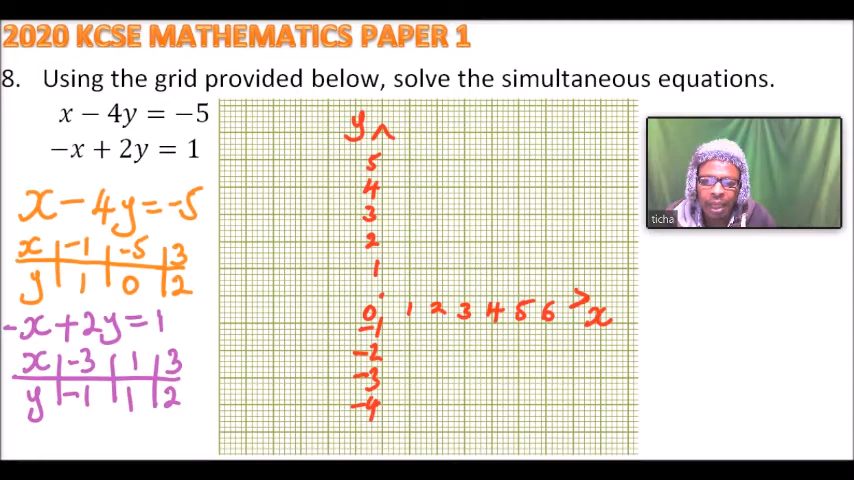 2020 KCSE MATHEMATICS PAPER 1
8. Using the grid provided below, solve the simultaneous equations.
x − 4y = −5
−x + 2y = 1
x − 4y = −5
x | −1 | −5 | 3
y | 1 | 0 | 2
−x + 2y = 1
x | −3 | 1 | 3
y | −1 | 1 | 2
y
5
4
3
2
1
0 1 2 3 4 5 6 > x
−1
−2
−3
−4
ticha